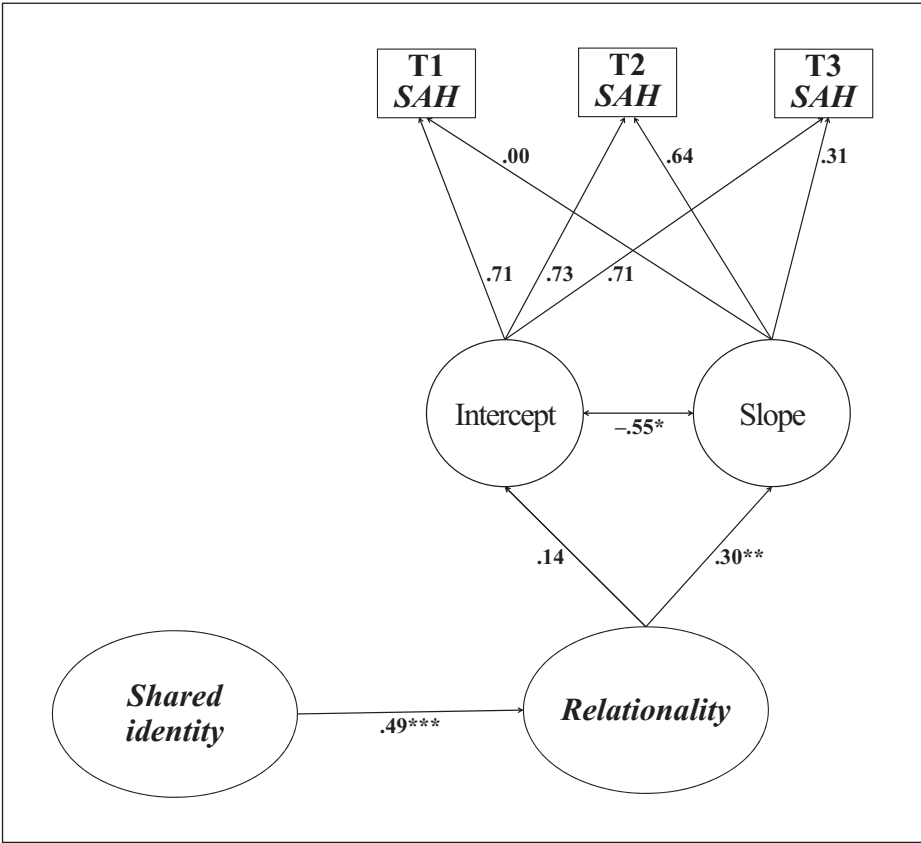 T1
SAH
T2
SAH
T3
SAH
.00
.64
.31
.71
.73
.71
Intercept
Slope
–.55*
.14
.30**
Shared
identity
Relationality
.49***